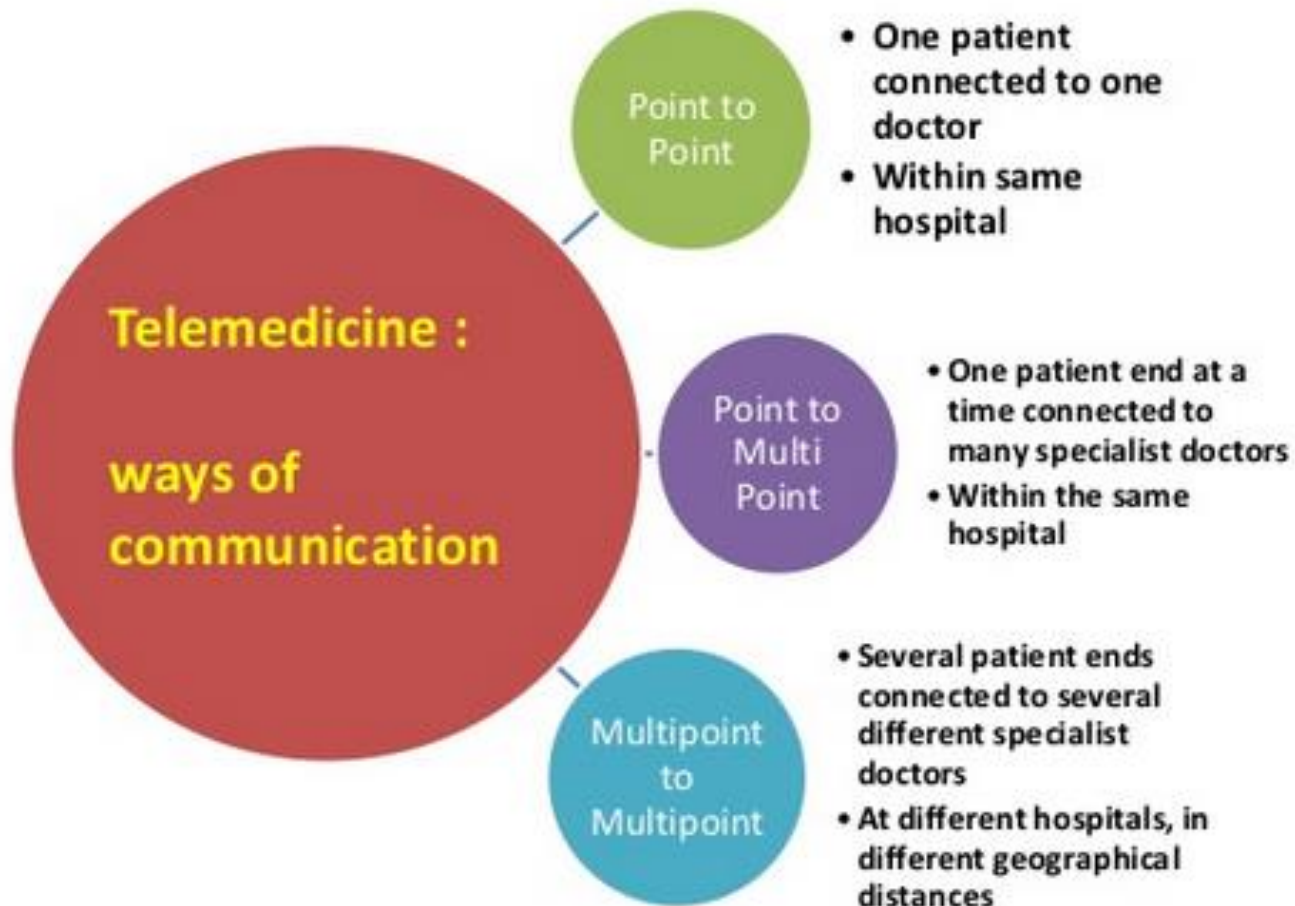 Telemedicine :
ways of
communication
Point to
Point
• One patient
connected to one
doctor
• Within same
hospital
Point to
Multi
Point
• One patient end at a
time connected to
many specialist doctors
• Within the same
hospital
Multipoint
to
Multipoint
• Several patient ends
connected to several
different specialist
doctors
• At different hospitals, in
different geographical
distances